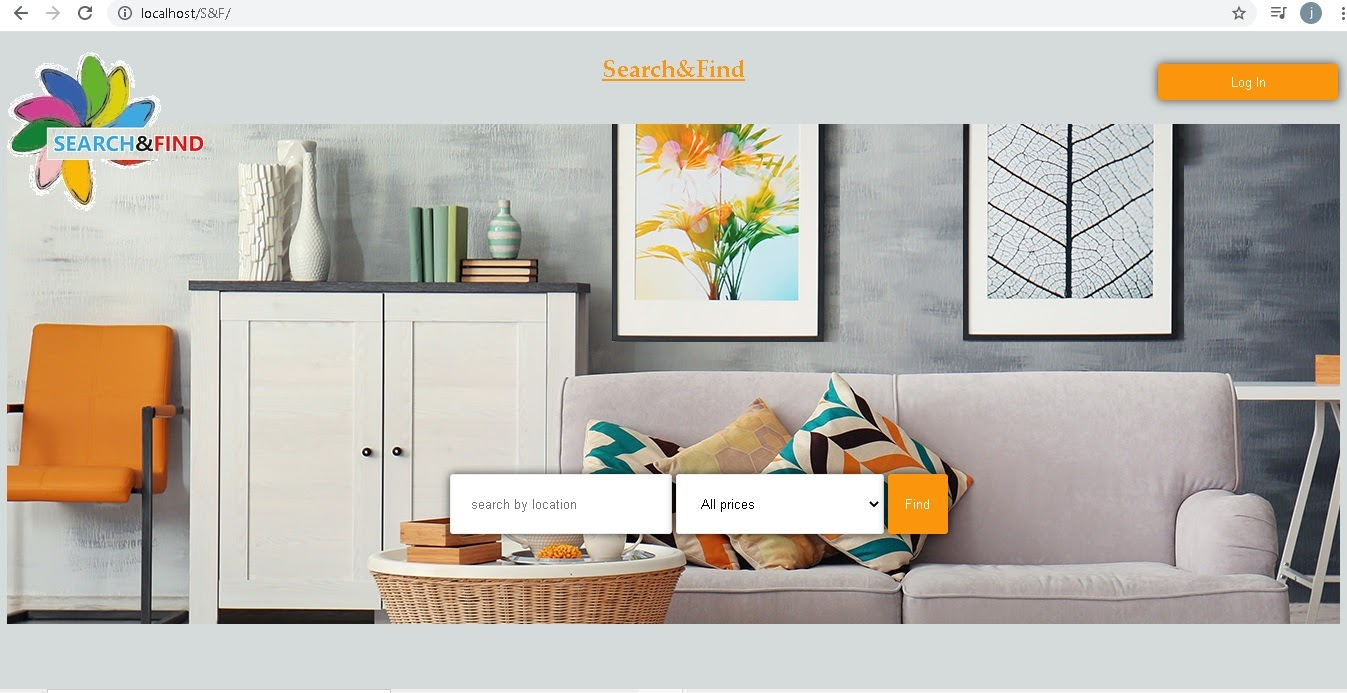 localhost/S&F/
j
Search&Find
Log In
SEARCH&FIND
search by location
All prices
Find